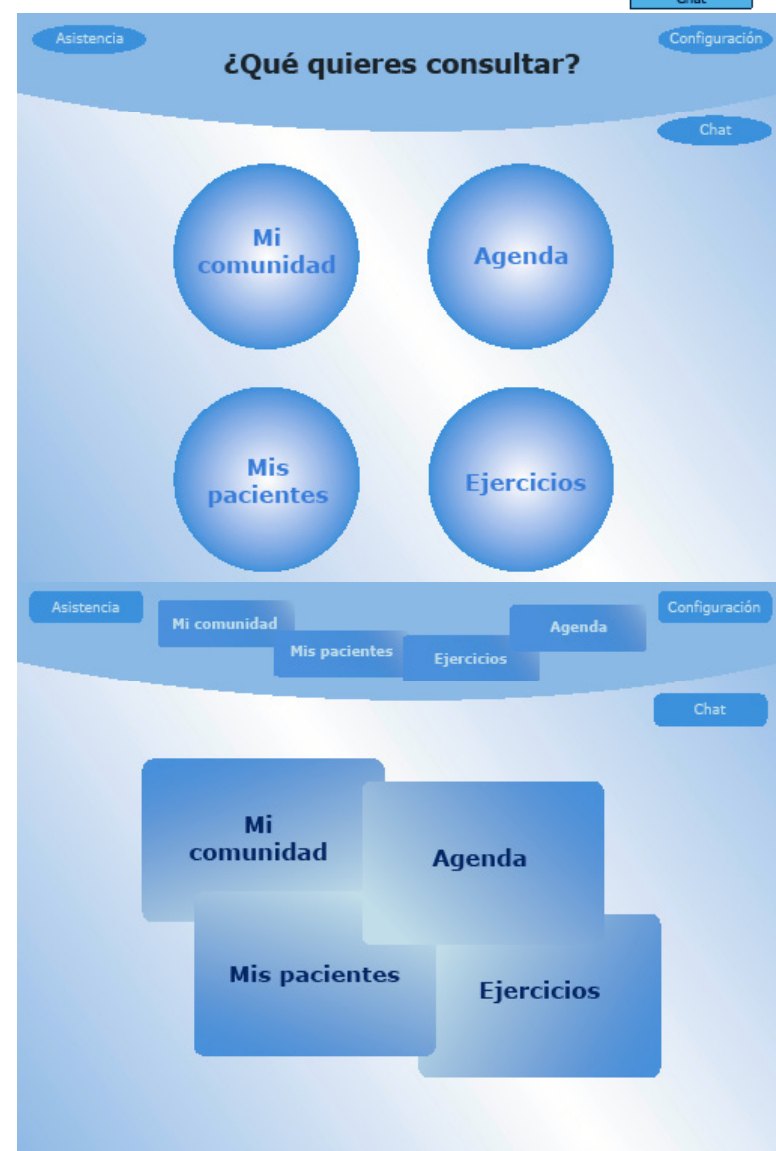 Chat
Asistencia
Configuración
¿Qué quieres consultar?
Chat
Mi
comunidad
Agenda
Mis
pacientes
Ejercicios
Asistencia
Mi comunidad
Mis pacientes
Ejercicios
Agenda
Configuración
Chat
Mi
comunidad
Agenda
Mis pacientes
Ejercicios